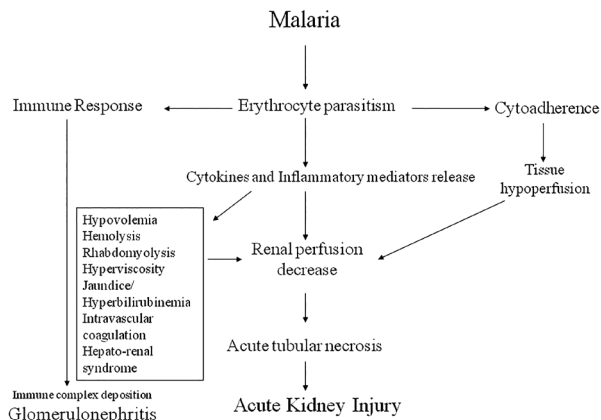 Malaria
Immune Response
Erythrocyte parasitism
Cytoadherence
Cytokines and Inflammatory mediators release
Tissue
hypoperfusion
Hypovolemia
Hemolysis
Rhabdomyolysis
Hyperviscosity
Jaundice/
Hyperbilirubinemia
Intravascular
coagulation
Hepato-renal
syndrome
Renal perfusion
decrease
Acute tubular necrosis
Immune complex deposition
Glomerulonephritis
Acute Kidney Injury